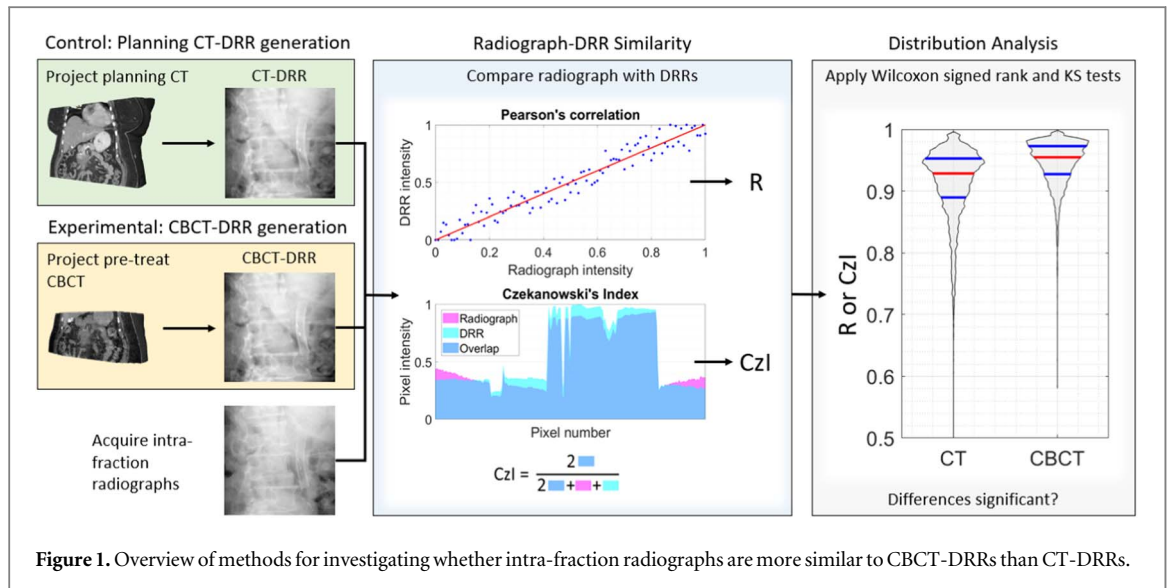 Control: Planning CT-DRR generation
Project planning CT
CT-DRR
Experimental: CBCT-DRR generation
Project pre-treat
CBCT
CBCT-DRR
Acquire intra-
fraction
radiographs
Radiograph-DRR Similarity
Compare radiograph with DRRs
Pearson's correlation
DRR intensity
1
0.5
0
0
0.2
0.4
0.6
0.8
1
Radiograph intensity
R
Czekanowski's Index
Pixel intensity
1
0.5
0
Radiograph
DRR
Overlap
Pixel number
CzI
CzI =
2
2 + +
Distribution Analysis
Apply Wilcoxon signed rank and KS tests
R or CzI
1
0.9
0.8
0.7
0.6
0.5
CT
CBCT
Differences significant?
Figure 1. Overview of methods for investigating whether intra-fraction radiographs are more similar to CBCT-DRRs than CT-DRRs.